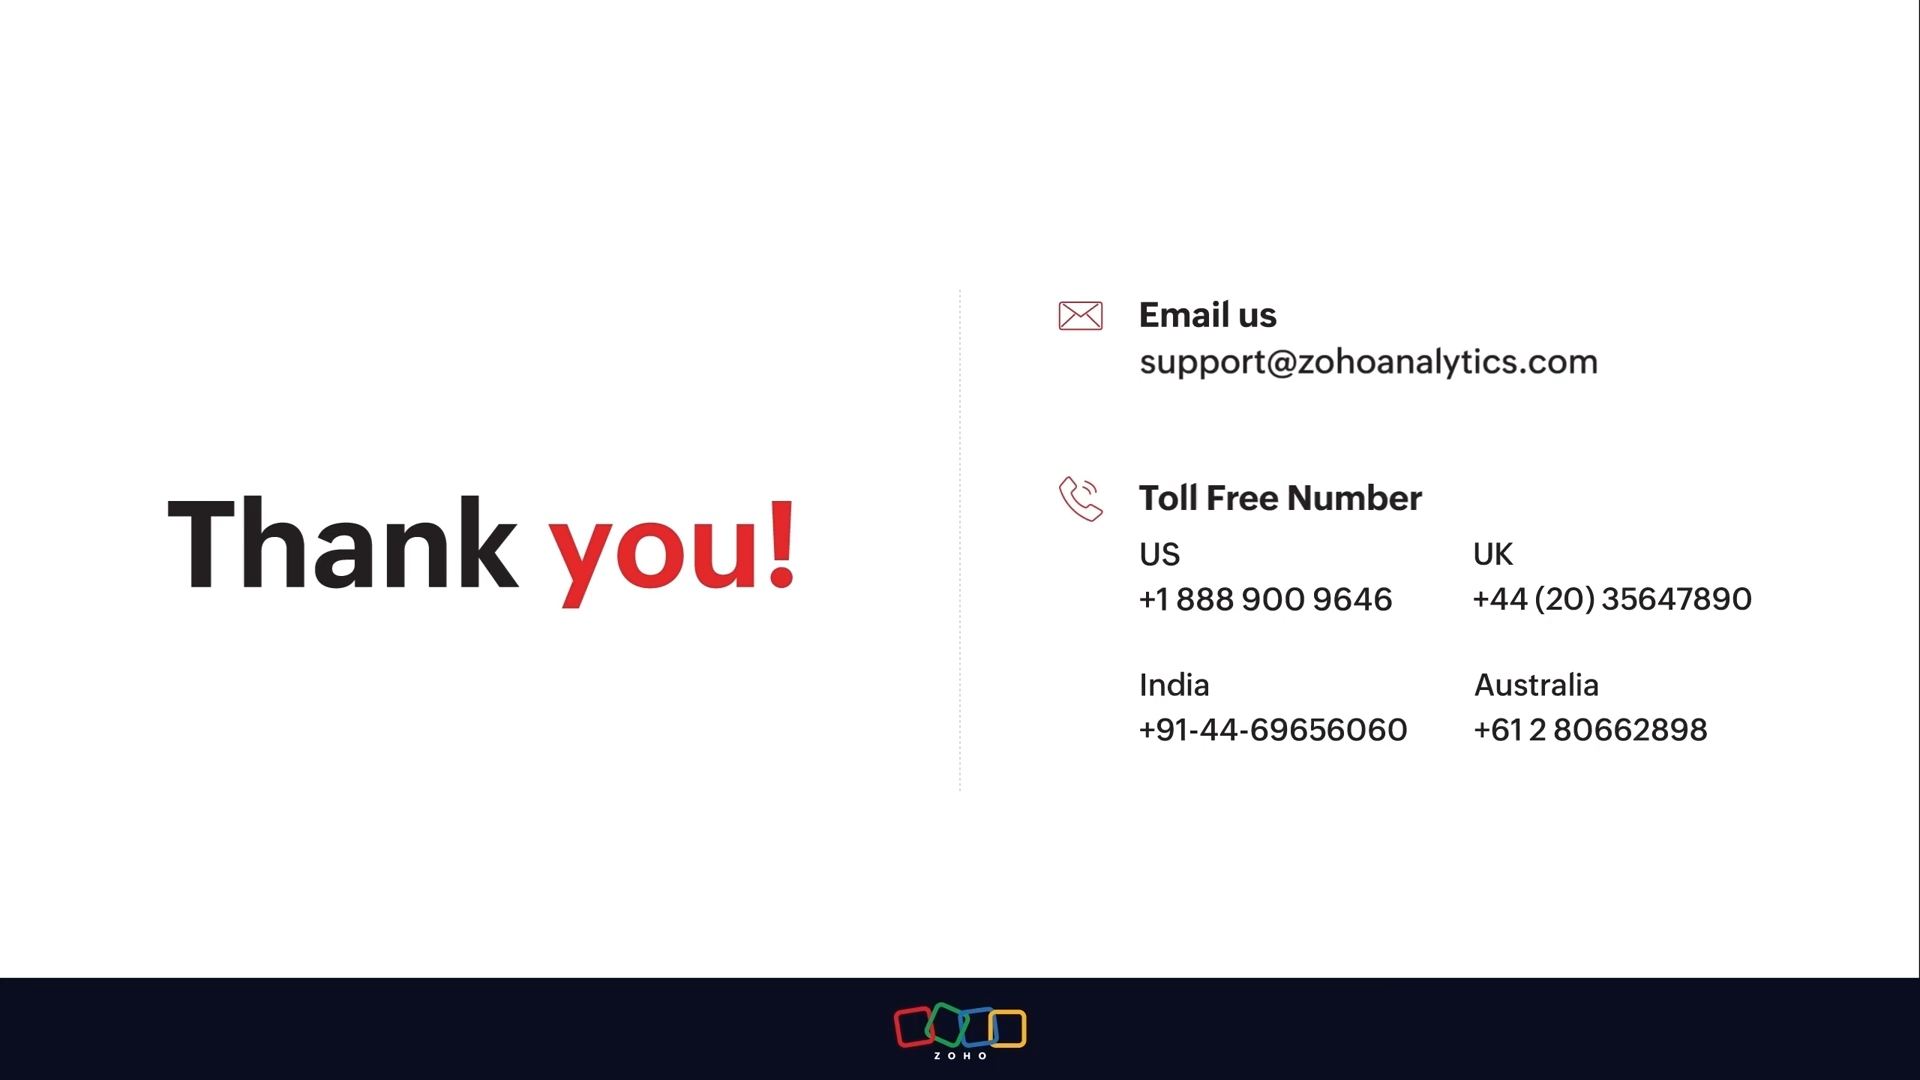 Thank you!
Email us
support@zohoanalytics.com
Toll Free Number
US
+1 888 900 9646
UK
+44 (20) 35647890
India
+91-44-69656060
Australia
+61 2 80662898
ZOHO